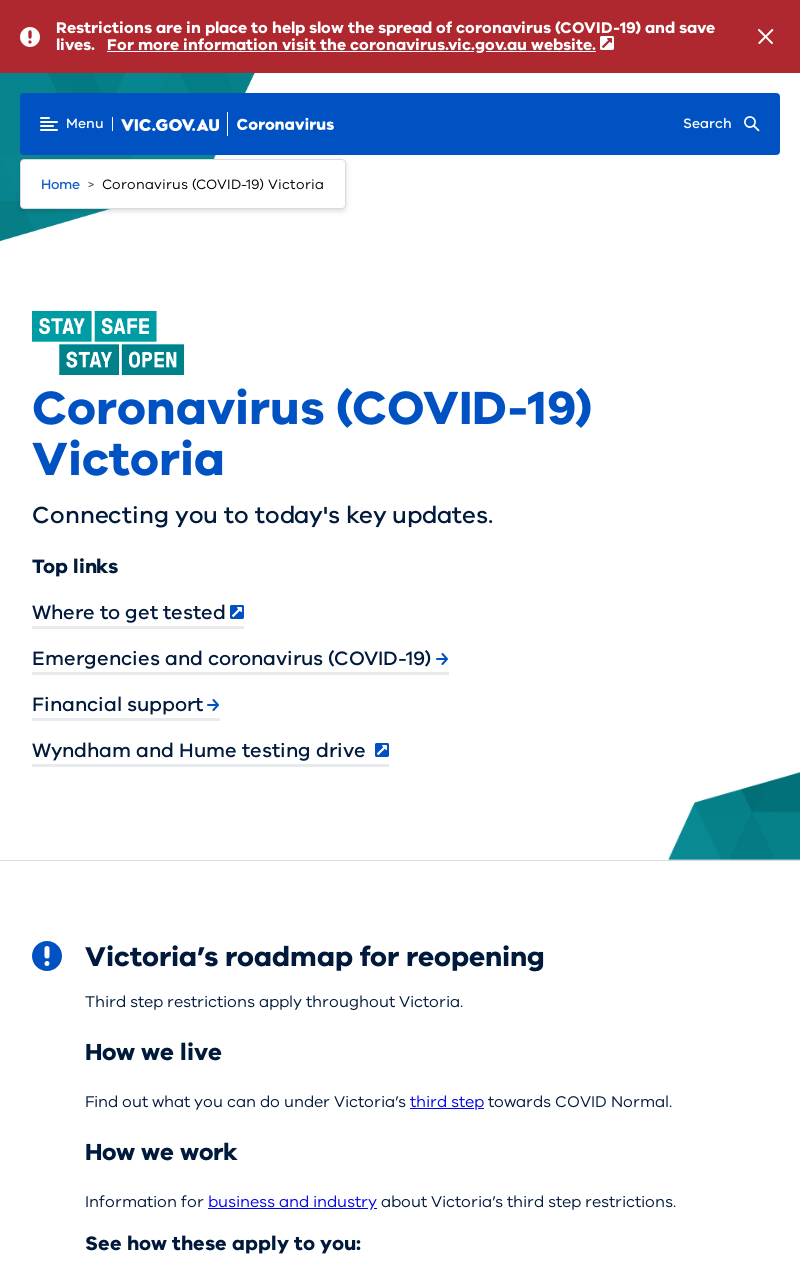 Restrictions are in place to help slow the spread of coronavirus (COVID-19) and save
lives. For more information visit the coronavirus.vic.gov.au website.
Menu VIC.GOV.AU Coronavirus Search
Home > Coronavirus (COVID-19) Victoria
STAY SAFE
STAY OPEN
Coronavirus (COVID-19)
Victoria
Connecting you to today's key updates.
Top links
Where to get tested
Emergencies and coronavirus (COVID-19)
Financial support
Wyndham and Hume testing drive
Victoria’s roadmap for reopening
Third step restrictions apply throughout Victoria.
How we live
Find out what you can do under Victoria’s third step towards COVID Normal.
How we work
Information for business and industry about Victoria’s third step restrictions.
See how these apply to you: